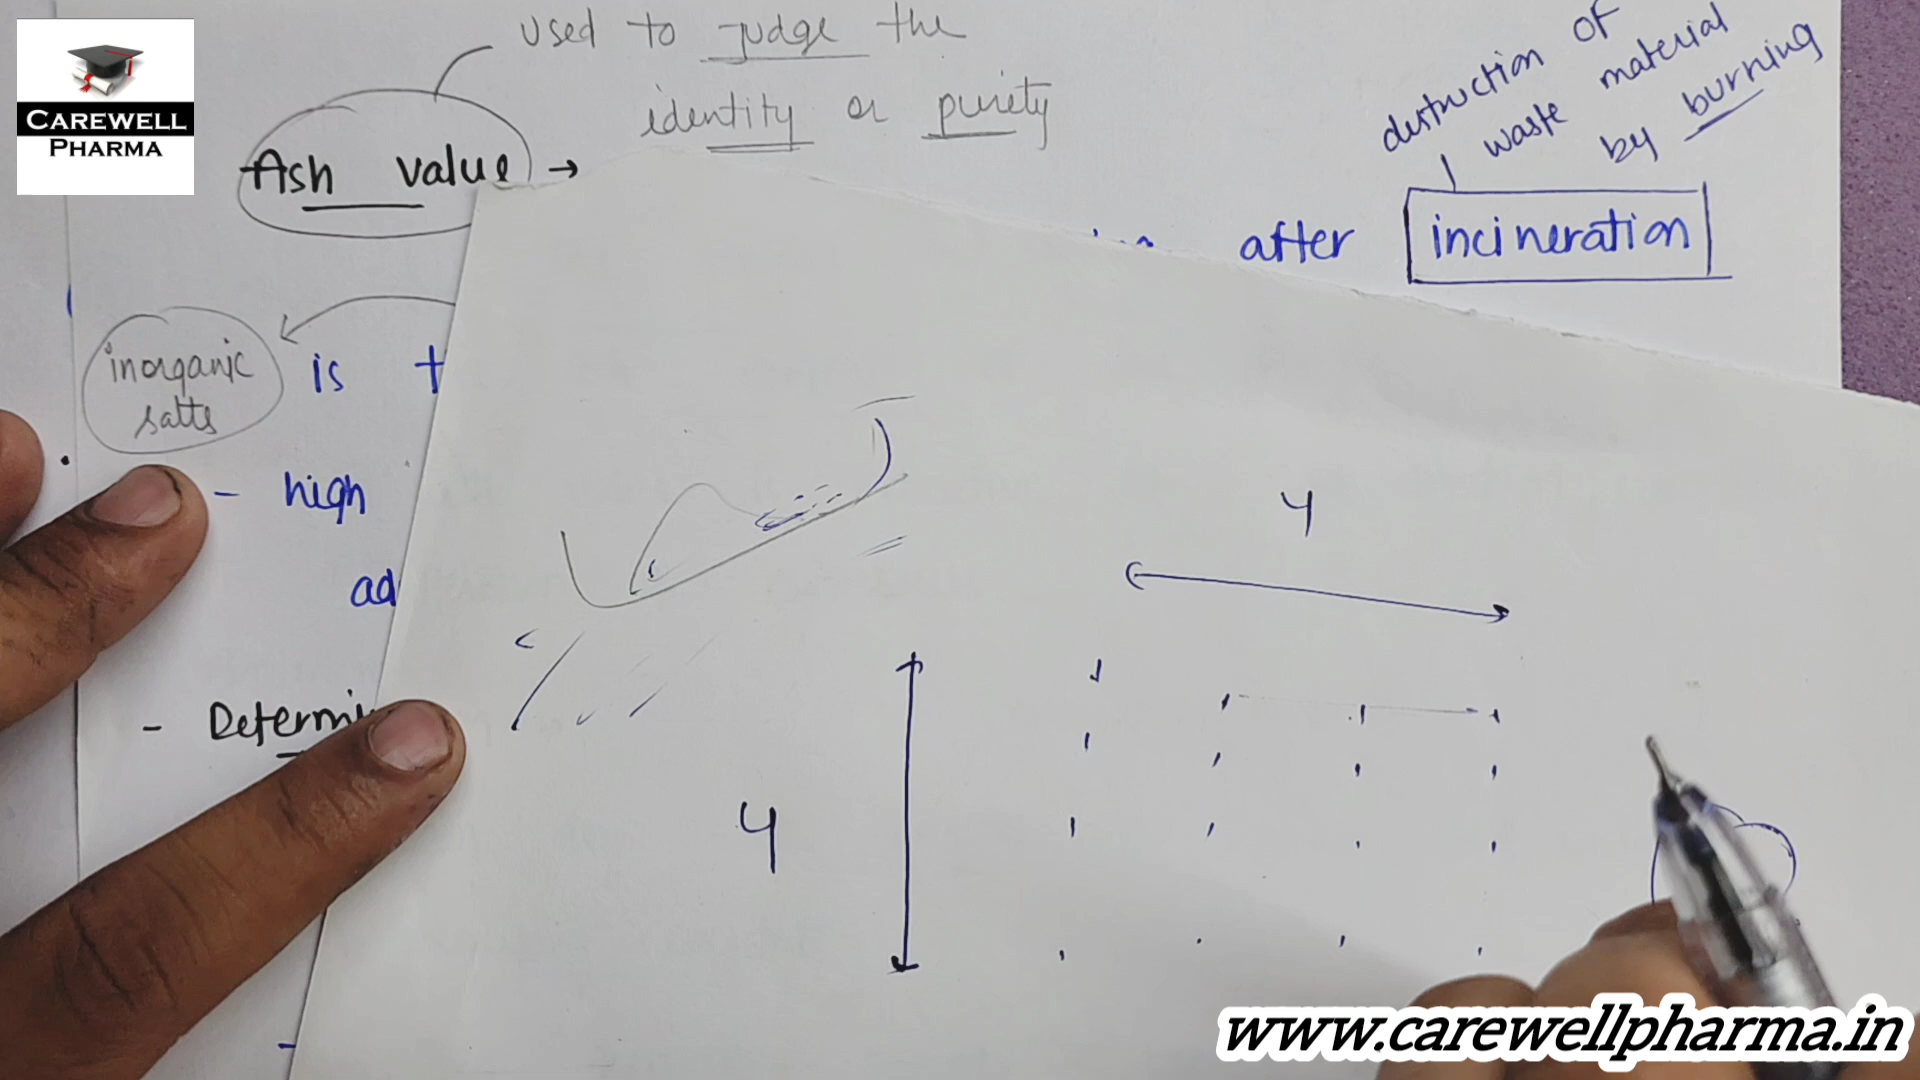 CAREWELL
PHARMA
used to judge the
identity or purity
Ash value →
destruction of
waste material
by burning
after incineration
inorganic
salts
is t
- high
ad
- Determi
4
4
www.carewellpharma.in